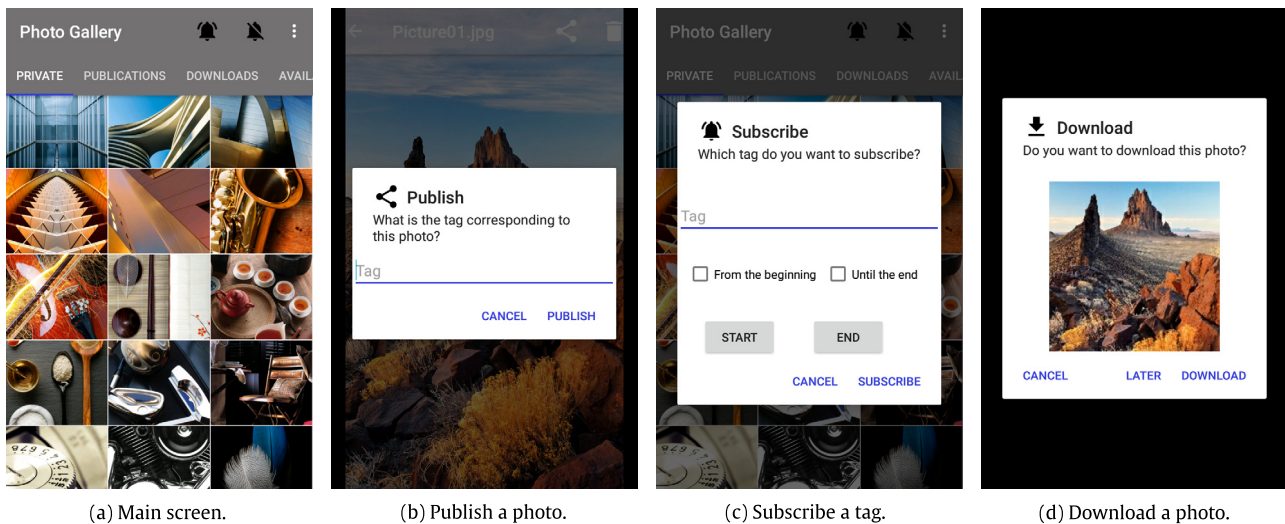 Photo Gallery
PRIVATE PUBLICATIONS DOWNLOADS AVAIL
(a) Main screen.
Picture01.jpg
Publish
What is the tag corresponding to
this photo?
Tag
CANCEL PUBLISH
(b) Publish a photo.
Photo Gallery
PRIVATE PUBLICATIONS DOWNLOADS AVAIL
Subscribe
Which tag do you want to subscribe?
Tag
From the beginning Until the end
START END
CANCEL SUBSCRIBE
(c) Subscribe a tag.
Download
Do you want to download this photo?
CANCEL LATER DOWNLOAD
(d) Download a photo.